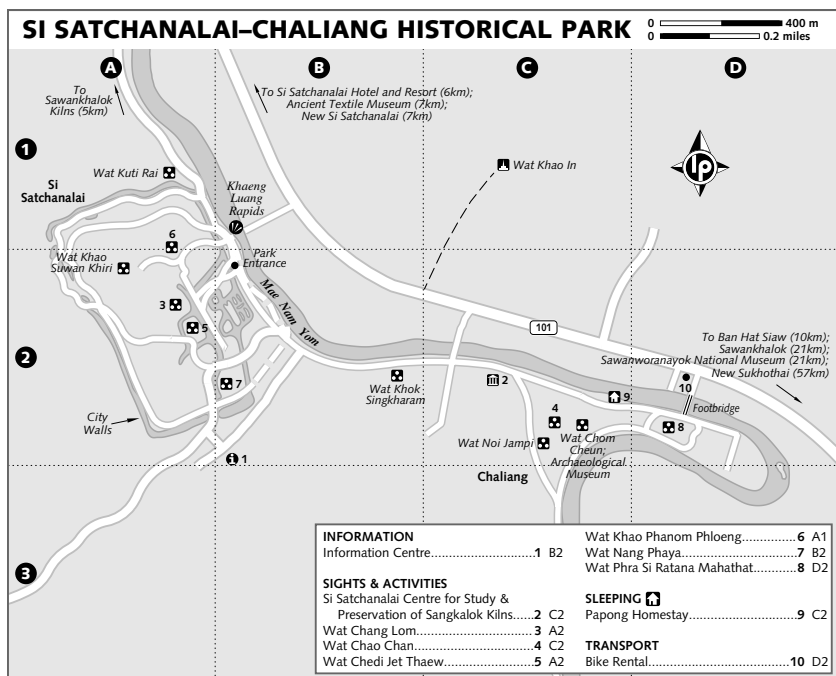 SI SATCHANALAI–CHALIANG HISTORICAL PARK
0 400 m
0 0.2 miles
A
B
C
D
To
Sawankhalok
Kilns (5km)
To Si Satchanalai Hotel and Resort (6km);
Ancient Textile Museum (7km);
New Si Satchanalai (7km)
1
Wat Kuti Rai
Wat Khao In
lp
Si
Satchanalai
Khaeng
Luang
Rapids
6
Wat Khao
Suwan Khiri
Park
Entrance
Mae Nam Yom
3
5
101
2
To Ban Hat Siaw (10km);
Sawankhalok (21km);
Sawanworanayok National Museum (21km);
New Sukhothai (57km)
7
Wat Khok
Singkharam
2
10
9
Footbridge
City
Walls
4
8
Wat Noi Jampi
Wat Chom
Cheun;
Archaeological
Museum
1
Chaliang
3
INFORMATION
Information Centre...............................1 B2
SIGHTS & ACTIVITIES
Si Satchanalai Centre for Study &
Preservation of Sangkalok Kilns.....2 C2
Wat Chang Lom..................................3 A2
Wat Chao Chan..................................4 C2
Wat Chedi Jet Thaew..........................5 A2
Wat Khao Phanom Phloeng...............6 A1
Wat Nang Phaya................................7 B2
Wat Phra Si Ratana Mahathat............8 D2
SLEEPING
Papong Homestay..............................9 C2
TRANSPORT
Bike Rental........................................10 D2